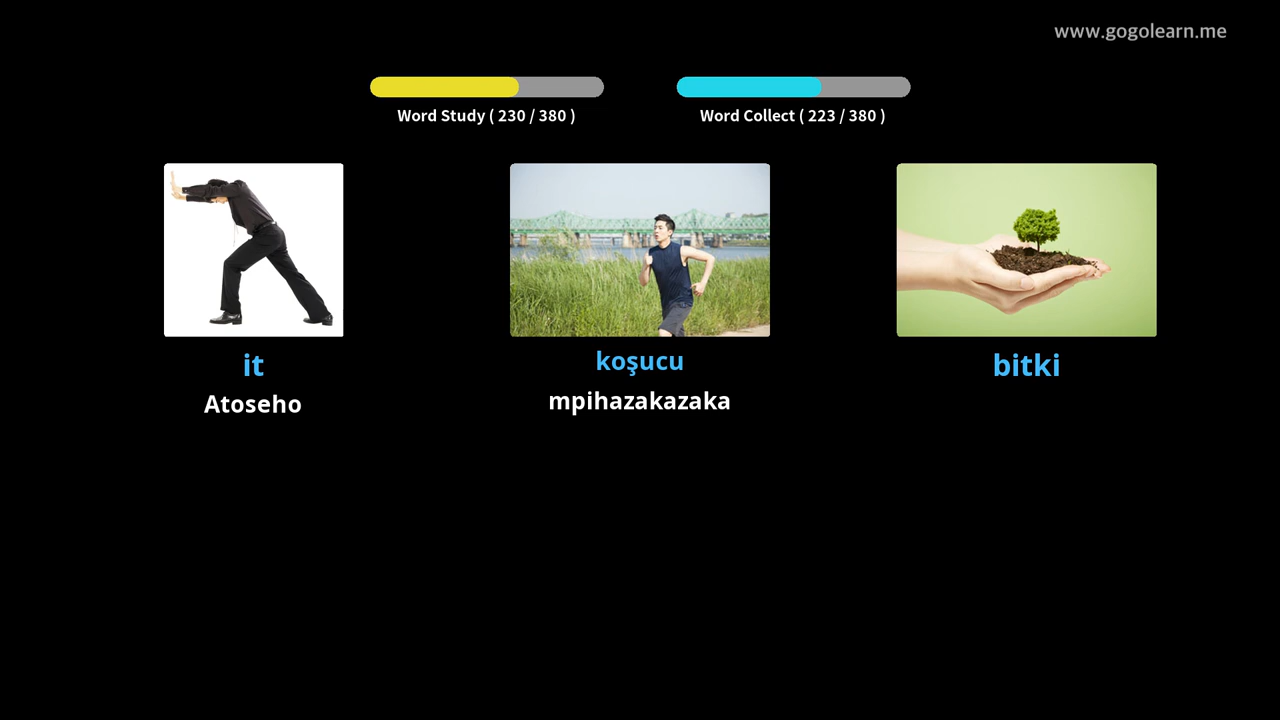 www.gogolearn.me
Word Study ( 230 / 380 )
Word Collect ( 223 / 380 )
it
Atoseho
koşucu
mpihazakazaka
bitki